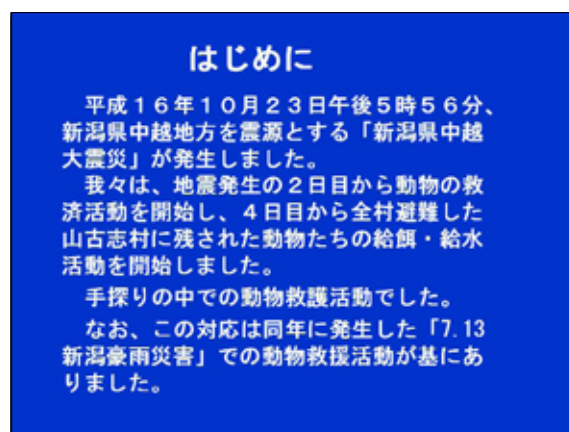 はじめに
平成１６年１０月２３日午後５時５６分、
新潟県中越地方を震源とする「新潟県中越
大震災」が発生しました。
我々は、地震発生の２日目から動物の救
済活動を開始し、４日目から全村避難した
山古志村に残された動物たちの給餌・給水
活動を開始しました。
手探りの中での動物救護活動でした。
なお、この対応は同年に発生した「7.13
新潟豪雨災害」での動物救援活動が基にあ
りました。